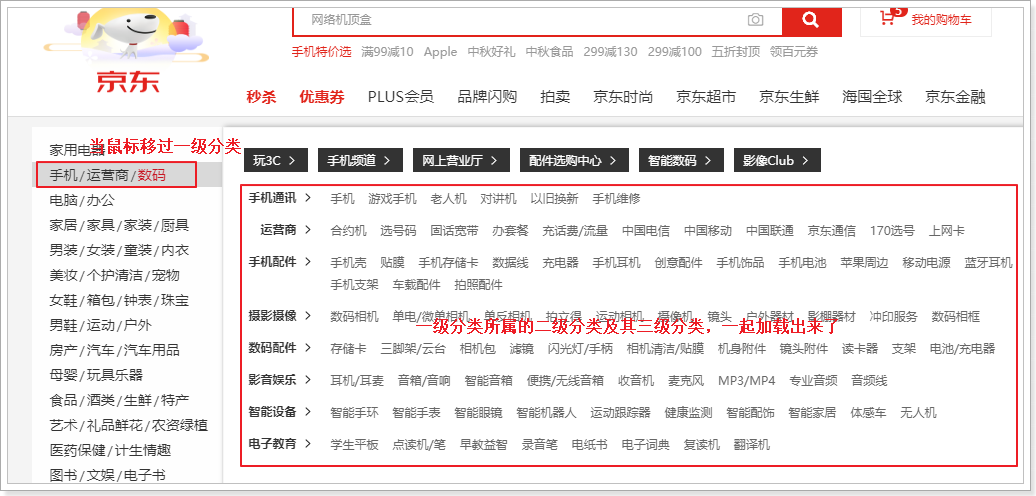 网络机顶盒
5
我的购物车
京东
手机特价选 满99减10 Apple 中秋好礼 中秋食品 299减130 299减100 五折封顶 领百元券
秒杀 优惠券 PLUS会员 品牌闪购 拍卖 京东时尚 京东超市 京东生鲜 海囤全球 京东金融
家用电器
当鼠标移过一级分类
手机/运营商/数码
电脑/办公
家居/家具/家装/厨具
男装/女装/童装/内衣
美妆/个护清洁/宠物
女鞋/箱包/钟表/珠宝
男鞋/运动/户外
房产/汽车/汽车用品
母婴/玩具乐器
食品/酒类/生鲜/特产
艺术/礼品鲜花/农资绿植
医药保健/计生情趣
图书/文娱/电子书
玩3C > 手机频道 > 网上营业厅 > 配件选购中心 > 智能数码 > 影像Club >
手机通讯 > 手机 游戏手机 老人机 对讲机 以旧换新 手机维修
运营商 > 合约机 选号码 固话宽带 办套餐 充话费/流量 中国电信 中国移动 中国联通 京东通信 170选号 上网卡
手机配件 > 手机壳 贴膜 手机存储卡 数据线 充电器 手机耳机 创意配件 手机饰品 手机电池 苹果周边 移动电源 蓝牙耳机
手机支架 车载配件 拍照配件
摄影摄像 > 数码相机 单电/微单相机 单反相机 拍立得 运动相机 摄像机 镜头 户外器材 影棚器材 冲印服务 数码相框
一级分类所属的二级分类及其三级分类，一起加载出来了
数码配件 > 存储卡 三脚架/云台 相机包 滤镜 闪光灯/手柄 相机清洁/贴膜 机身附件 镜头附件 读卡器 支架 电池/充电器
影音娱乐 > 耳机/耳麦 音箱/音响 智能音箱 便携/无线音箱 收音机 麦克风 MP3/MP4 专业音频 音频线
智能设备 > 智能手环 智能手表 智能眼镜 智能机器人 运动跟踪器 健康监测 智能配饰 智能家居 体感车 无人机
电子教育 > 学生平板 点读机/笔 早教益智 录音笔 电纸书 电子词典 复读机 翻译机